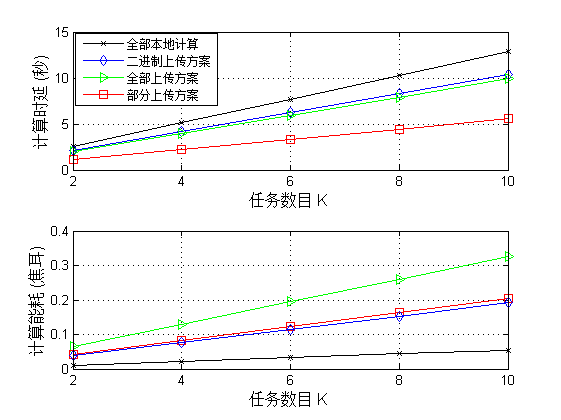 15
10
5
0
计算时延 (秒)
全部本地计算
二进制上传方案
全部上传方案
部分上传方案
2 4 6 8 10
任务数目 K
0.4
0.3
0.2
0.1
0
计算能耗 (焦耳)
2 4 6 8 10
任务数目 K